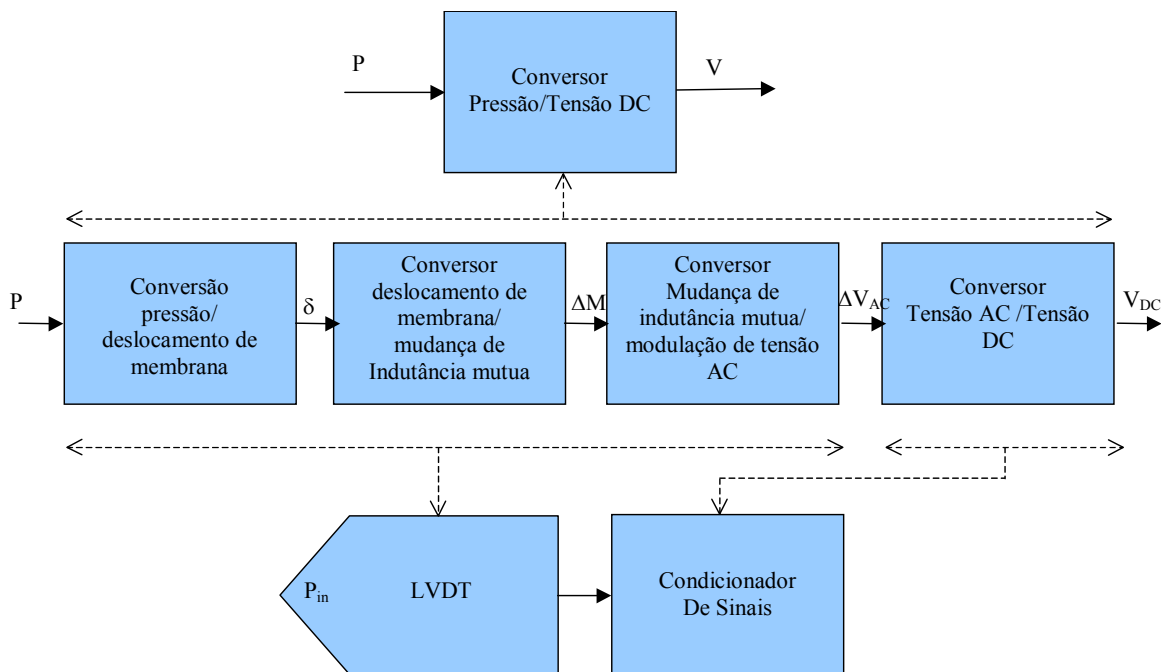 P
Conversor
Pressão/Tensão DC
V
P
Conversão
pressão/
deslocamento de
membrana
δ
Conversor
deslocamento de
membrana/
mudança de
Indutância mutua
ΔM
Conversor
Mudança de
indutância mutua/
modulação de tensão
AC
ΔVAC
Conversor
Tensão AC /Tensão
DC
VDC
Pin
LVDT
Condicionador
De Sinais